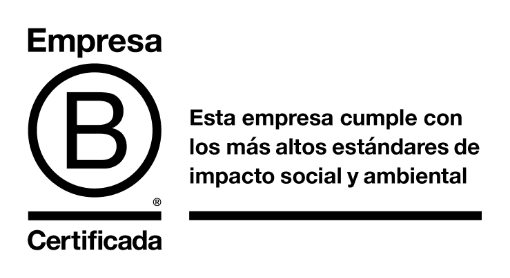 Empresa
B
®
Certificada
Esta empresa cumple con
los más altos estándares de
impacto social y ambiental